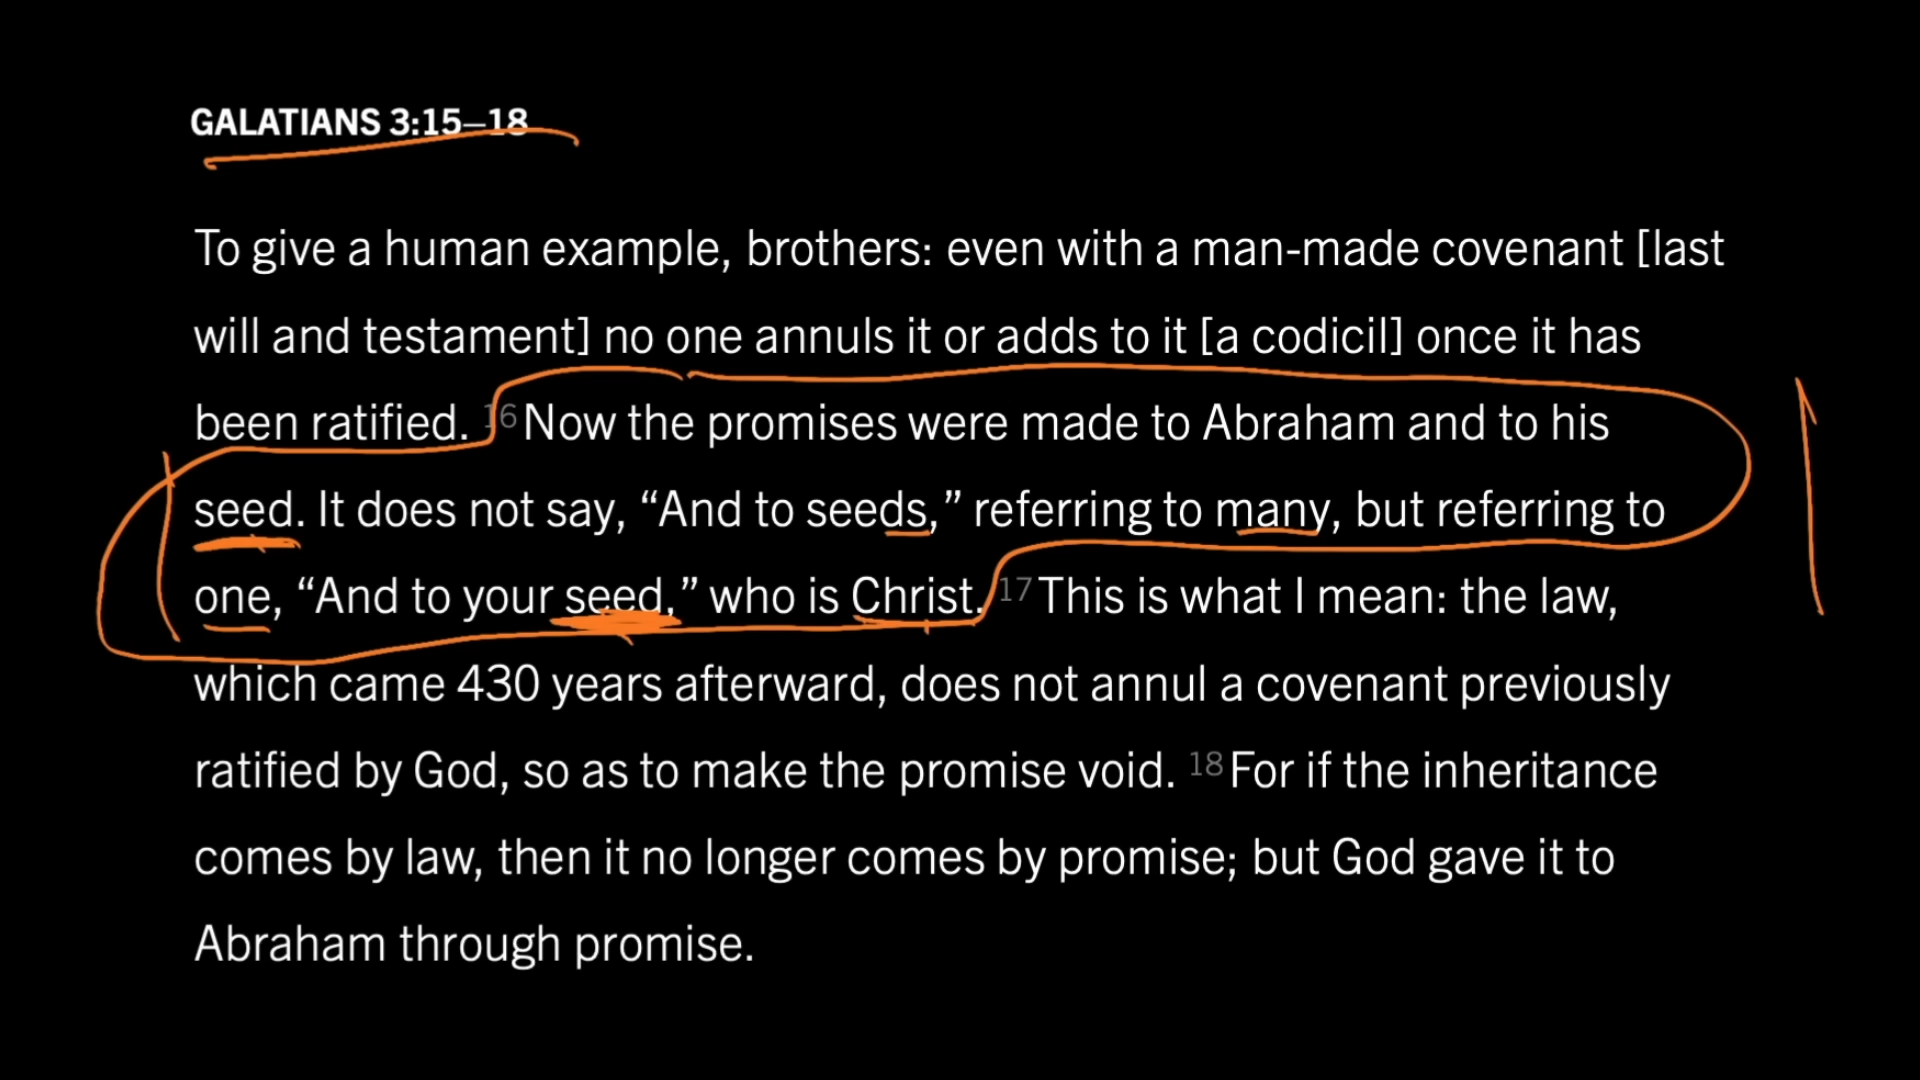 GALATIANS 3:15–18
To give a human example, brothers: even with a man-made covenant [last
will and testament] no one annuls it or adds to it [a codicil] once it has
been ratified. 16 Now the promises were made to Abraham and to his
seed. It does not say, “And to seeds,” referring to many, but referring to
one, “And to your seed,” who is Christ. 17 This is what I mean: the law,
which came 430 years afterward, does not annul a covenant previously
ratified by God, so as to make the promise void. 18 For if the inheritance
comes by law, then it no longer comes by promise; but God gave it to
Abraham through promise.